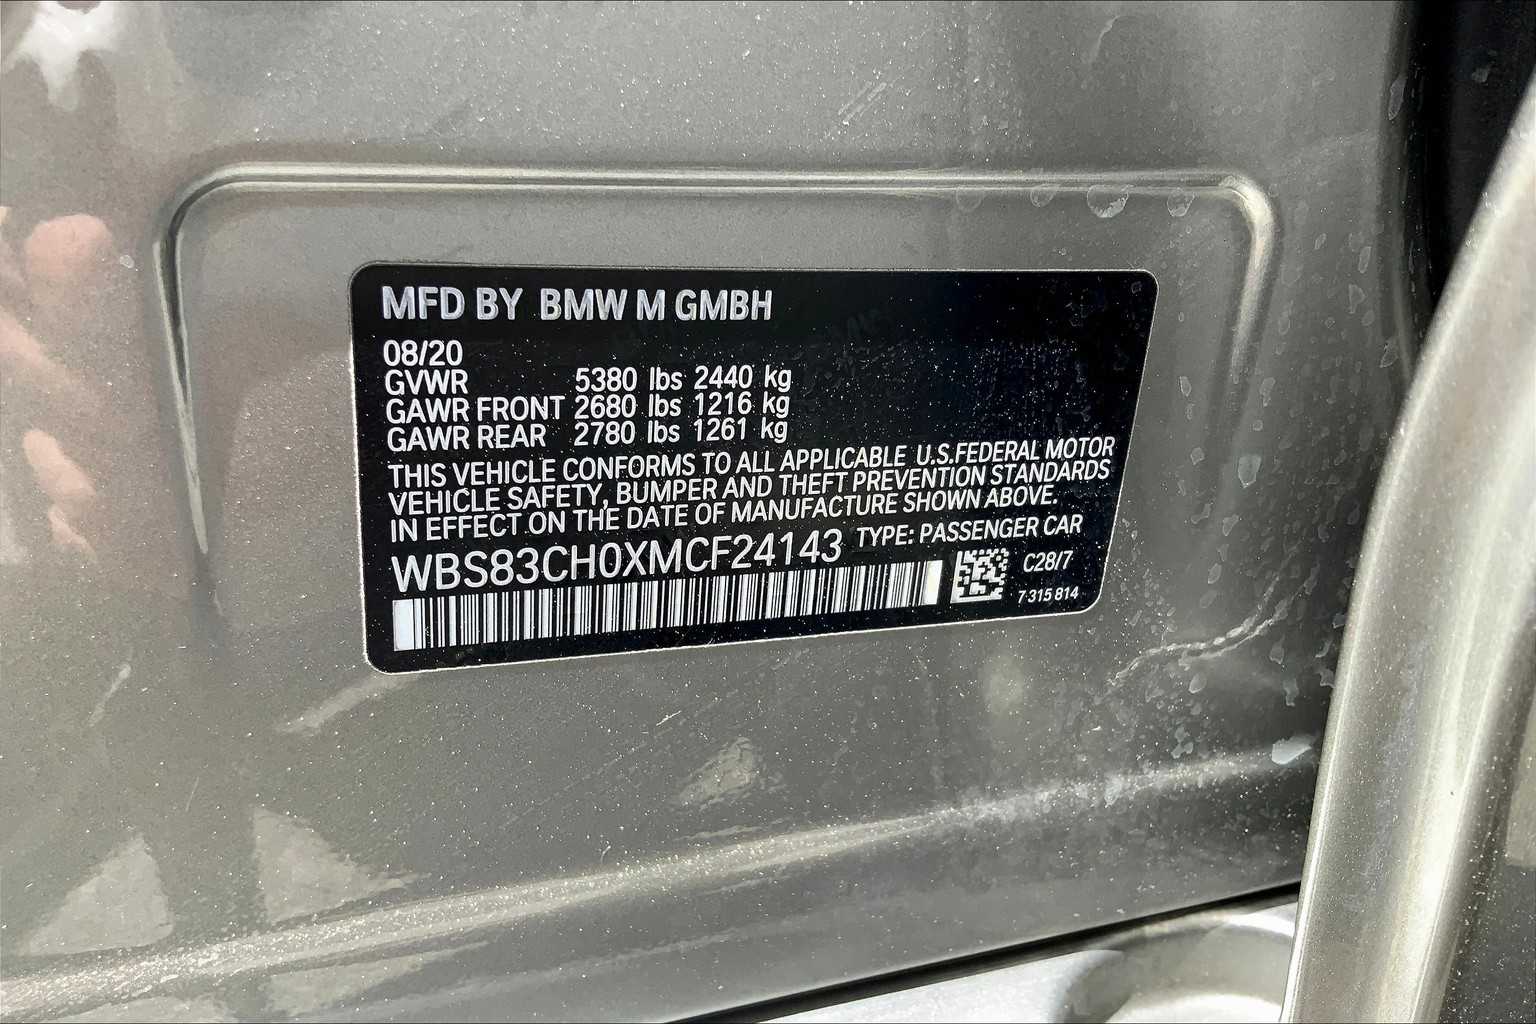 MFD BY BMW M GMBH
08/20
GVWR 5380 lbs 2440 kg
GAWR FRONT 2680 lbs 1216 kg
GAWR REAR 2780 lbs 1261 kg
THIS VEHICLE CONFORMS TO ALL APPLICABLE U.S.FEDERAL MOTOR
VEHICLE SAFETY, BUMPER AND THEFT PREVENTION STANDARDS
IN EFFECT ON THE DATE OF MANUFACTURE SHOWN ABOVE.
WBS83CH0XMCF24143 TYPE: PASSENGER CAR
C28/7
7 315 814